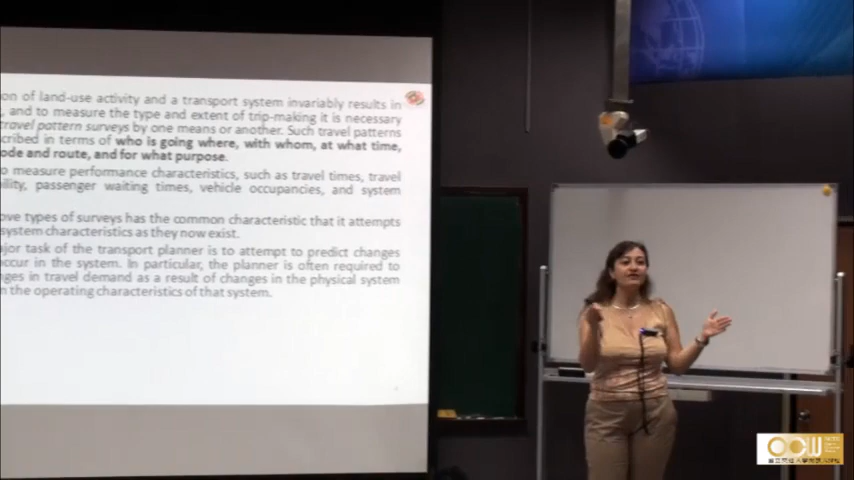 on of land-use activity and a transport system invariably results in
, and to measure the type and extent of trip-making it is necessary
travel pattern surveys by one means or another. Such travel patterns
cribed in terms of who is going where, with whom, at what time,
ode and route, and for what purpose.
o measure performance characteristics, such as travel times, travel
ility, passenger waiting times, vehicle occupancies, and system
ove types of surveys has the common characteristic that it attempts
system characteristics as they now exist.
ajor task of the transport planner is to attempt to predict changes
occur in the system. In particular, the planner is often required to
nges in travel demand as a result of changes in the physical system
n the operating characteristics of that system.
OCW